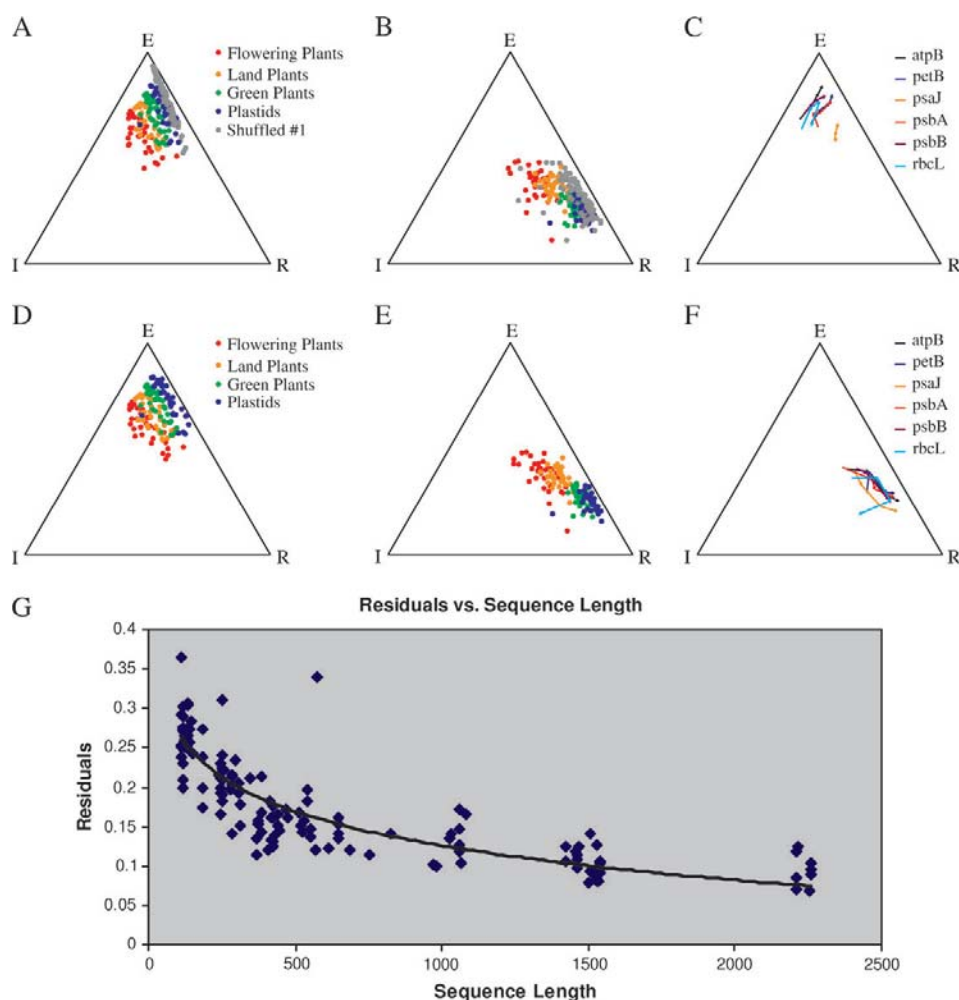 A
E
Flowering Plants
Land Plants
Green Plants
Plastids
Shuffled #1
I
R
B
E
I
R
C
E
atpB
petB
psaJ
psbA
psbB
rbcL
I
R
D
E
Flowering Plants
Land Plants
Green Plants
Plastids
I
R
E
E
I
R
F
E
atpB
petB
psaJ
psbA
psbB
rbcL
I
R
G
Residuals vs. Sequence Length
0.4
0.35
0.3
0.25
0.2
0.15
0.1
0.05
0
Residuals
0
500
1000
1500
2000
2500
Sequence Length